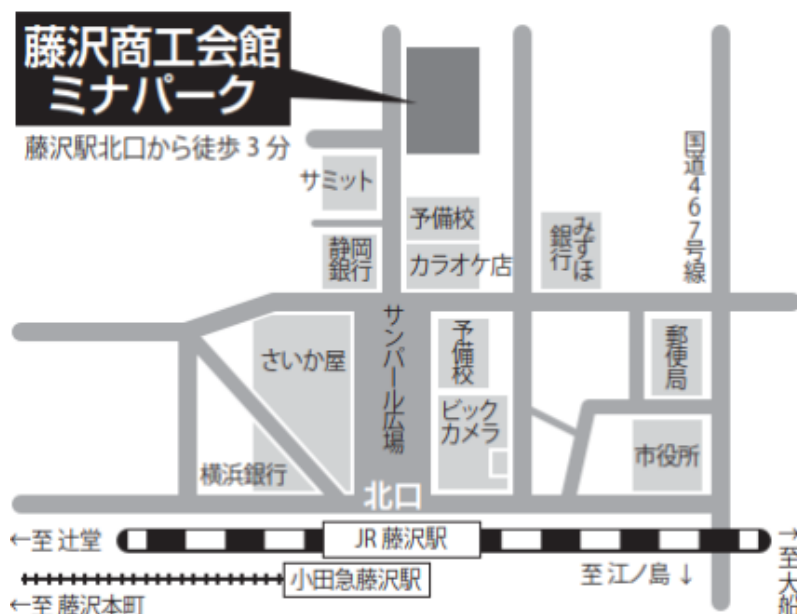 藤沢商工会館
ミナパーク
藤沢駅北口から徒歩3分
サミット
予備校
静岡
銀行
カラオケ店
みずほ
銀行
国道467号線
サンパール広場
さいか屋
予備校
郵便局
ビック
カメラ
横浜銀行
市役所
北口
←至 辻堂
JR 藤沢駅
→至大船
小田急藤沢駅
至 江ノ島 ↓
←至 藤沢本町